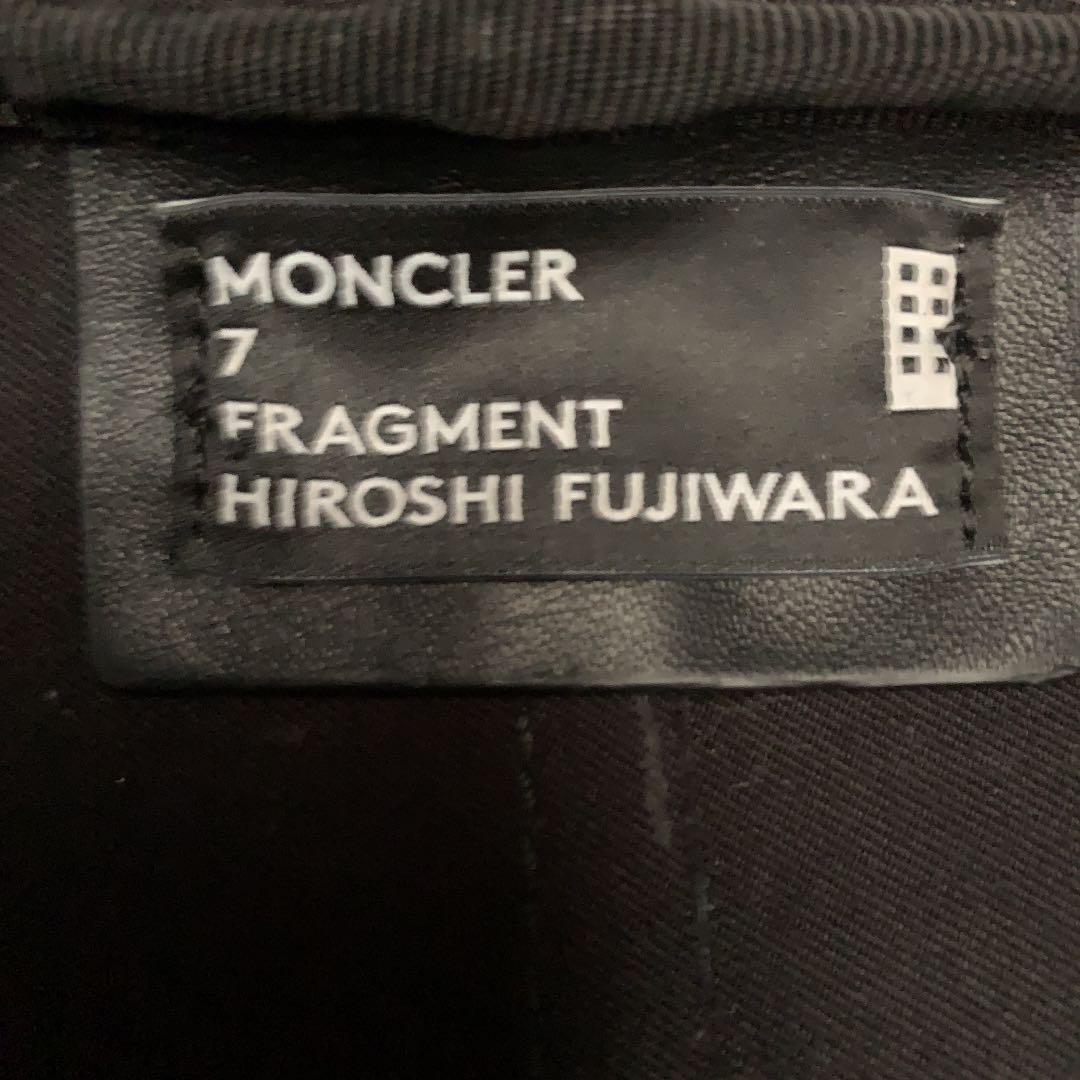 MONCLER
7
FRAGMENT
HIROSHI FUJIWARA